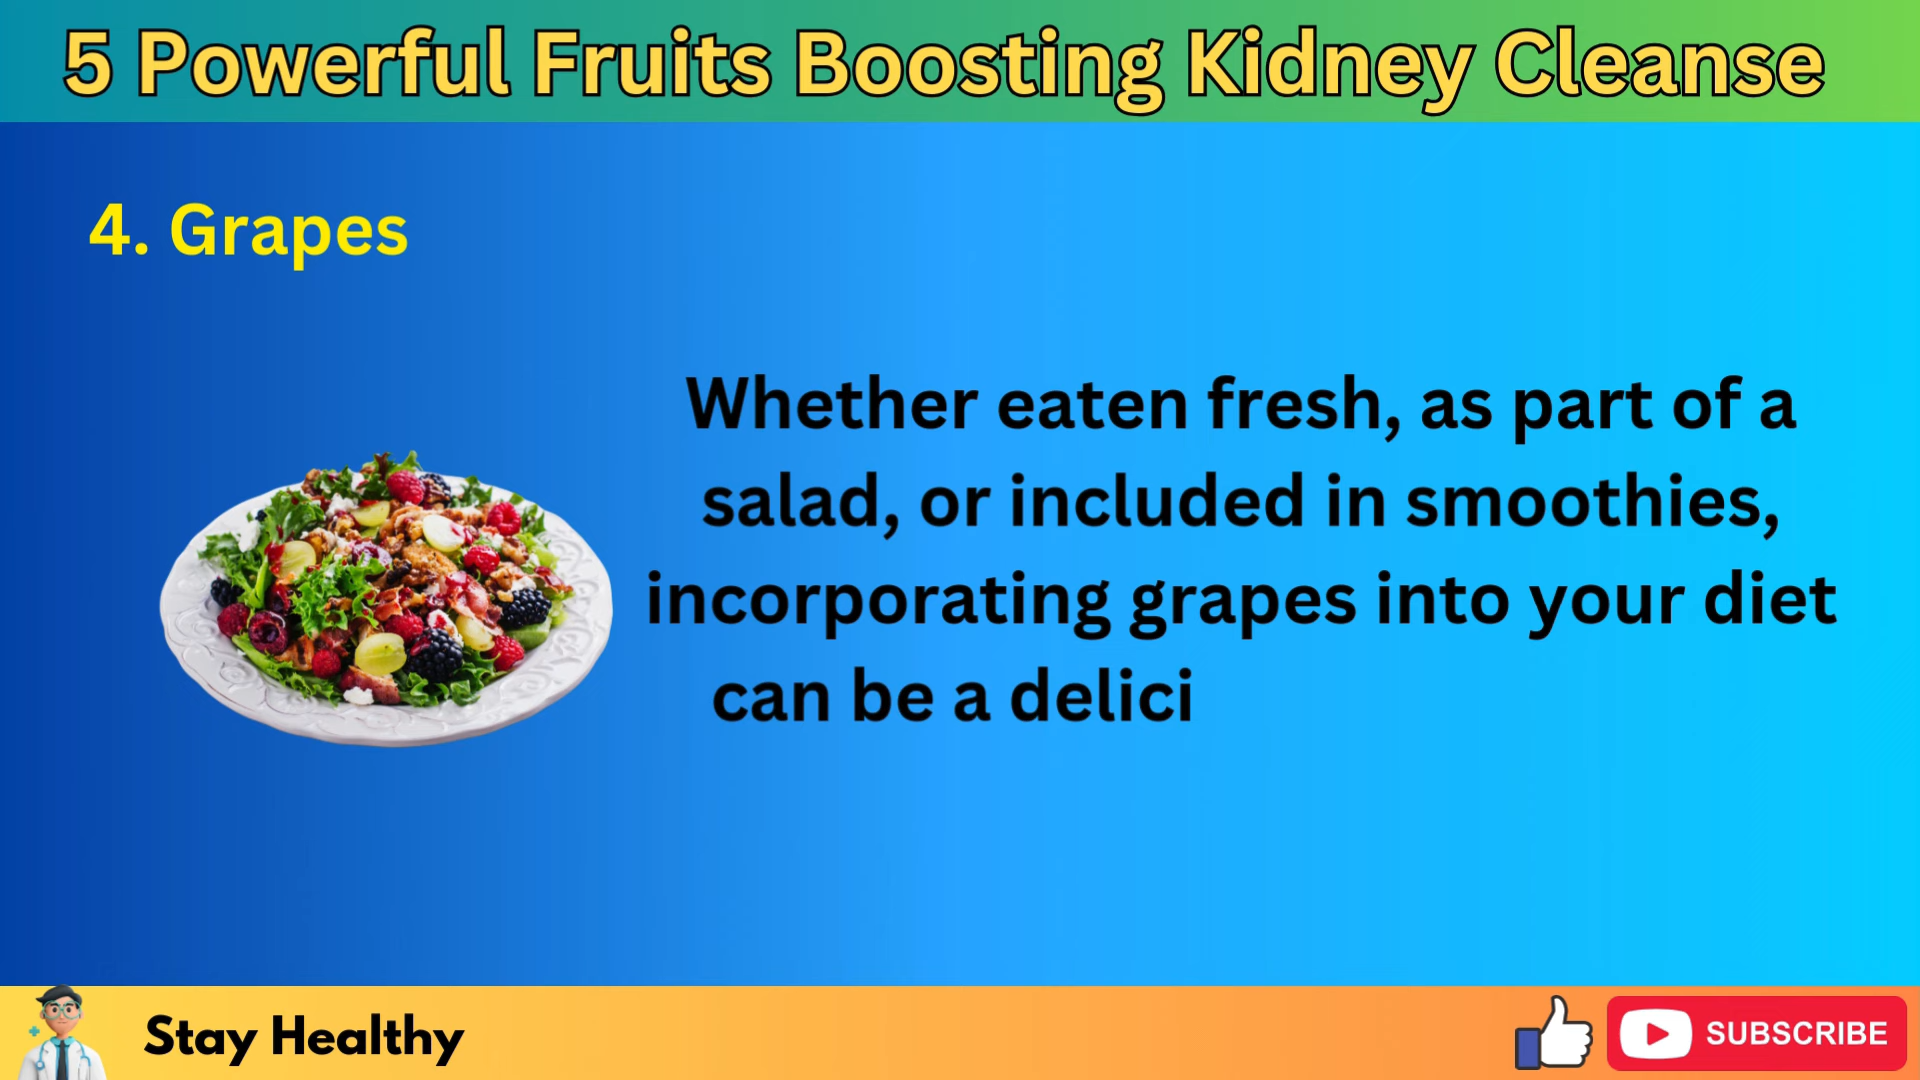 5 Powerful Fruits Boosting Kidney Cleanse
4. Grapes
Whether eaten fresh, as part of a
salad, or included in smoothies,
incorporating grapes into your diet
can be a delici
Stay Healthy
SUBSCRIBE